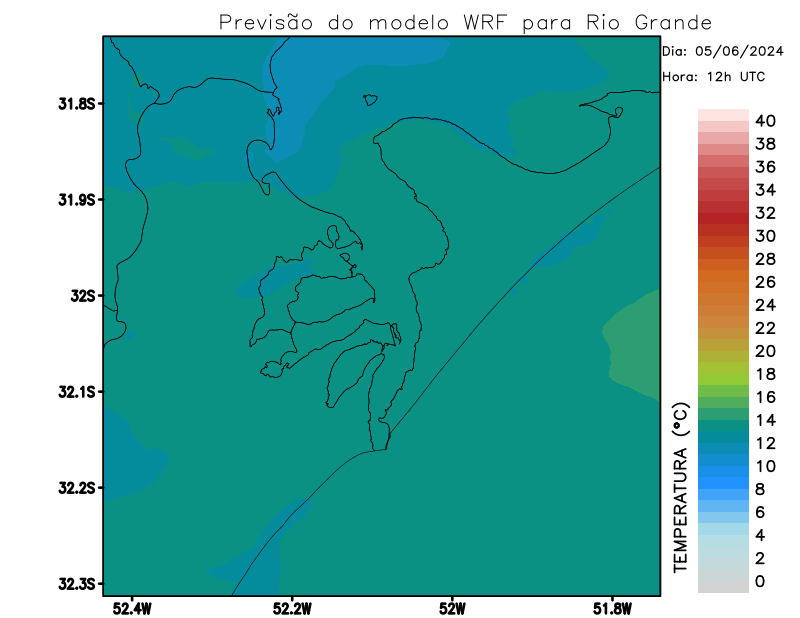 Previsão do modelo WRF para Rio Grande
Dia: 05/06/2024
Hora: 12h UTC
31.8S
31.9S
32S
32.1S
32.2S
32.3S
52.4W
52.2W
52W
51.8W
TEMPERATURA (°C)
40
38
36
34
32
30
28
26
24
22
20
18
16
14
12
10
8
6
4
2
0